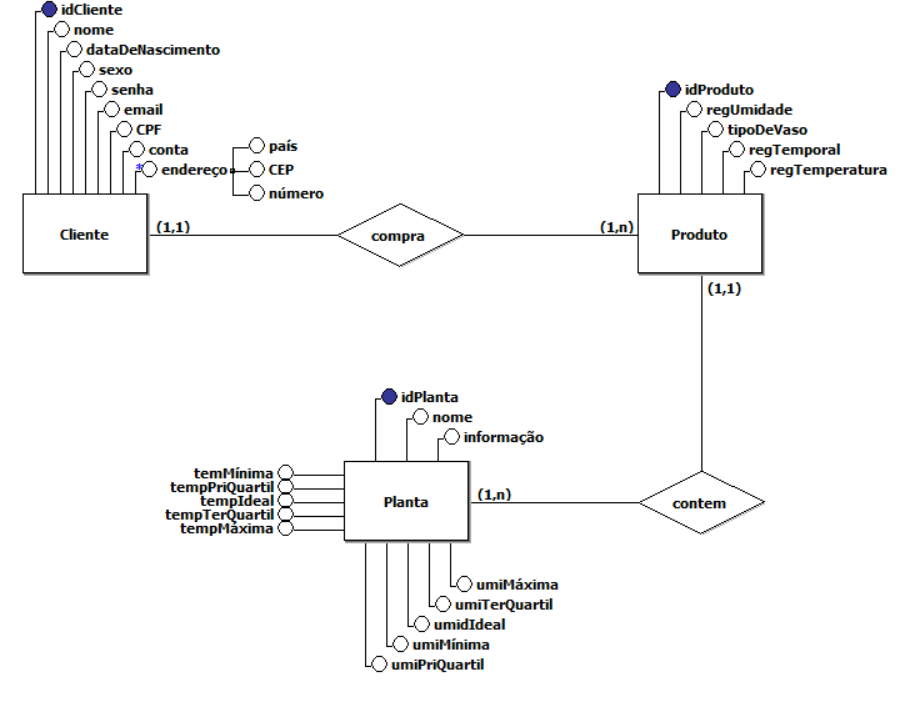 idCliente
nome
dataDeNascimento
sexo
senha
email
CPF
conta
* endereço
país
CEP
número
Cliente
(1,1)
compra
(1,n)
idProduto
regUmidade
tipoDeVaso
regTemporal
regTemperatura
Produto
(1,1)
idPlanta
nome
informação
temMínima
tempPriQuartil
tempIdeal
tempTerQuartil
tempMáxima
Planta
(1,n)
contem
umiMáxima
umiTerQuartil
umidIdeal
umiMínima
umiPriQuartil